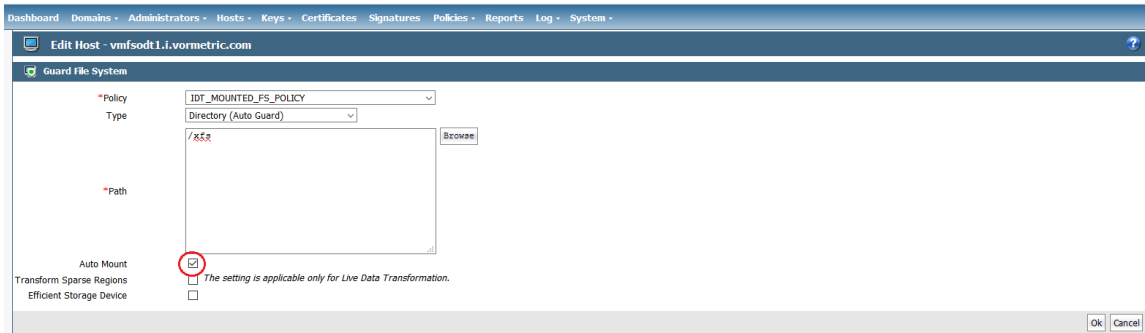 Dashboard Domains Administrators Hosts Keys Certificates Signatures Policies Reports Log System
Edit Host - vmfsodt1.i.vormetric.com
?
Guard File System
*Policy IDT_MOUNTED_FS_POLICY
Type Directory (Auto Guard)
/xfs Browse
*Path
Auto Mount
Transform Sparse Regions The setting is applicable only for Live Data Transformation.
Efficient Storage Device
Ok Cancel